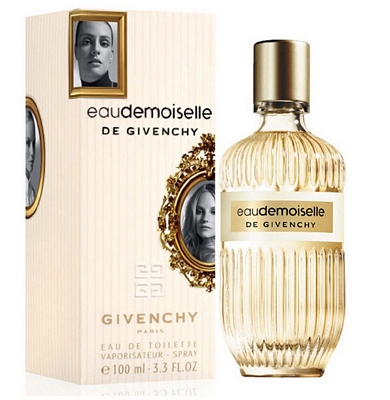 eaudemoiselle
DE GIVENCHY
GIVENCHY
PARIS
EAU DE TOILETTE
VAPORISATEUR - SPRAY
℮ 100 ml - 3.3 FL.OZ
eaudemoiselle
DE GIVENCHY